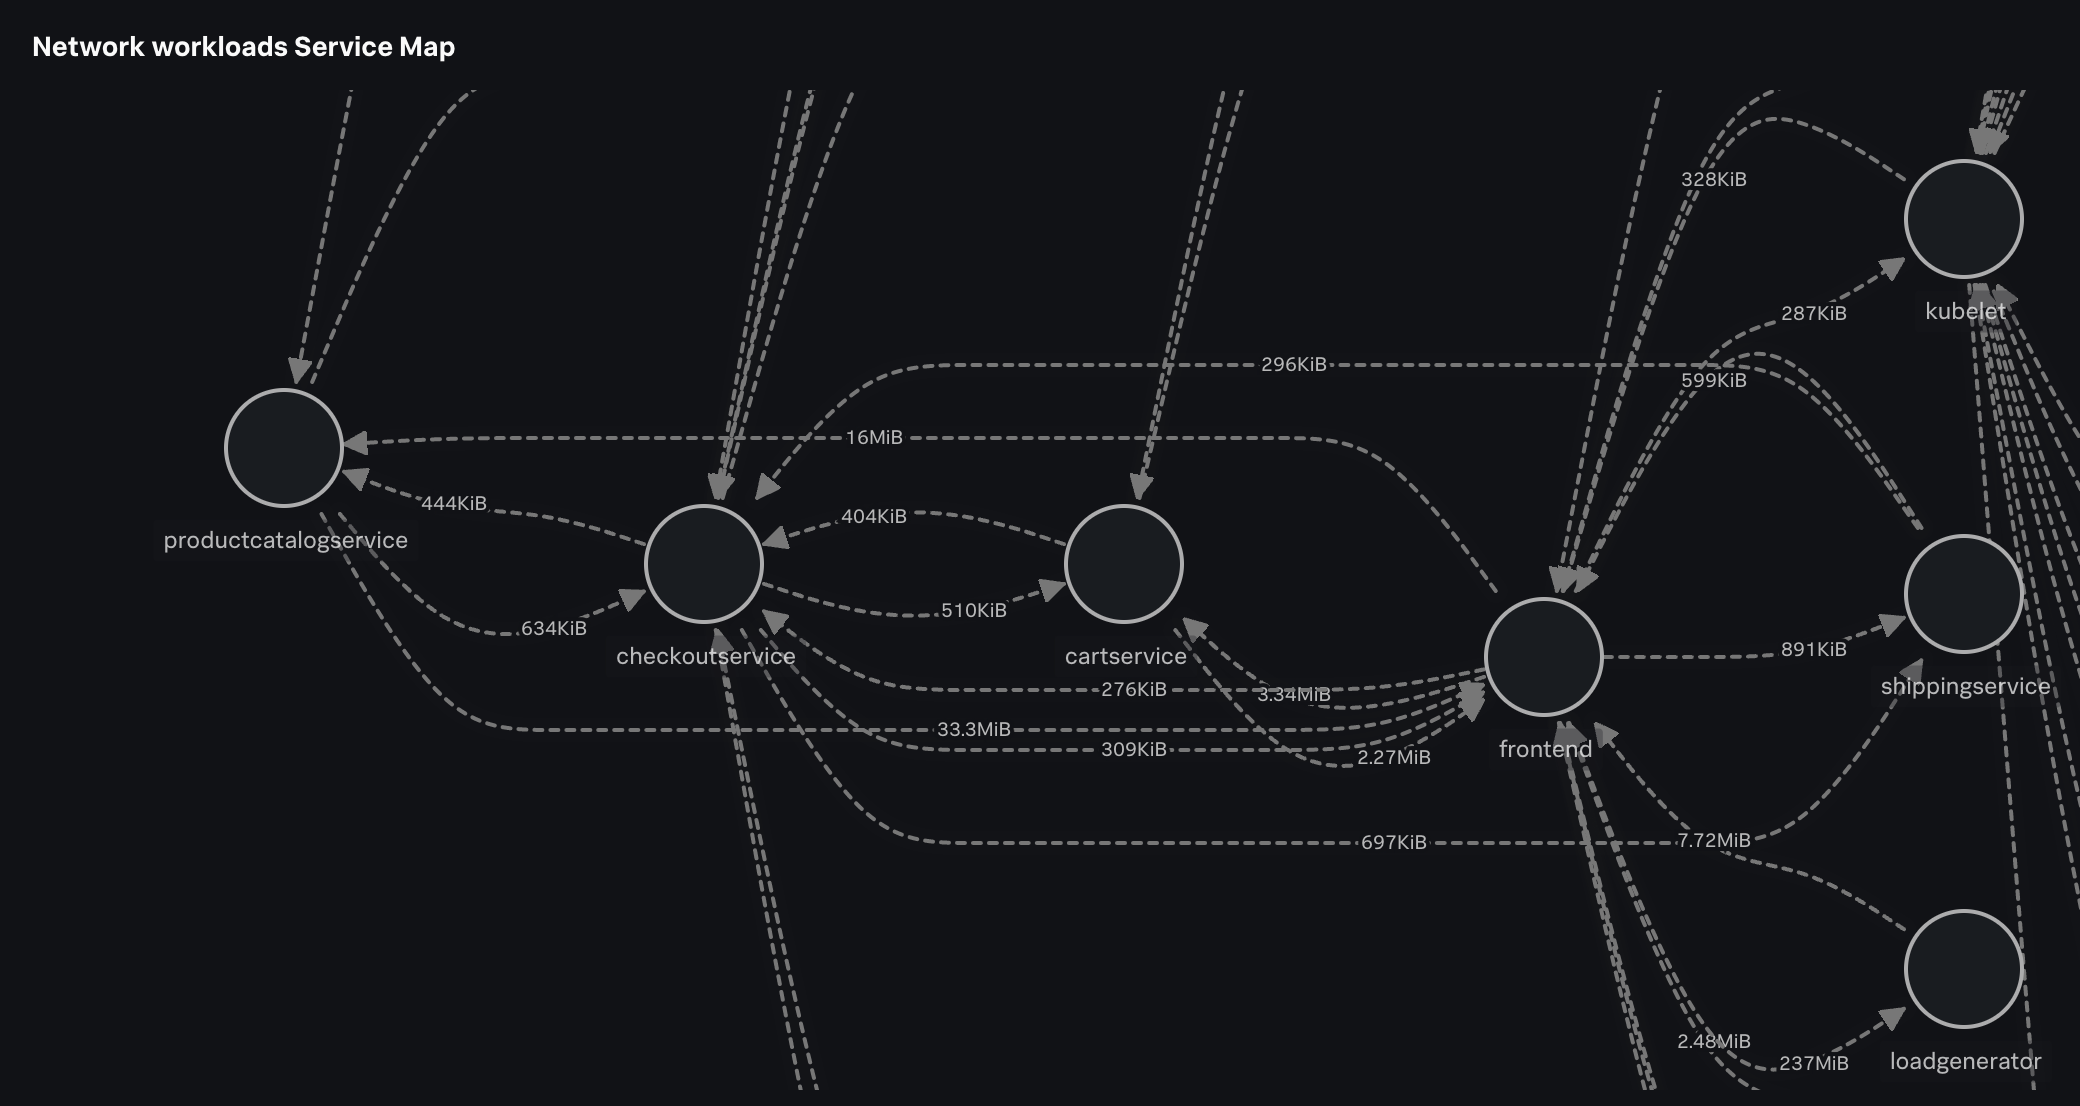 Network workloads Service Map
328KiB
kubelet
287KiB
296KiB
599KiB
16MiB
444KiB
404KiB
productcatalogservice
510KiB
634KiB
checkoutservice
cartservice
891KiB
shippingservice
276KiB
3.34MiB
33.3MiB
309KiB
frontend
2.27MiB
697KiB
7.72MiB
2.48MiB
237MiB
loadgenerator